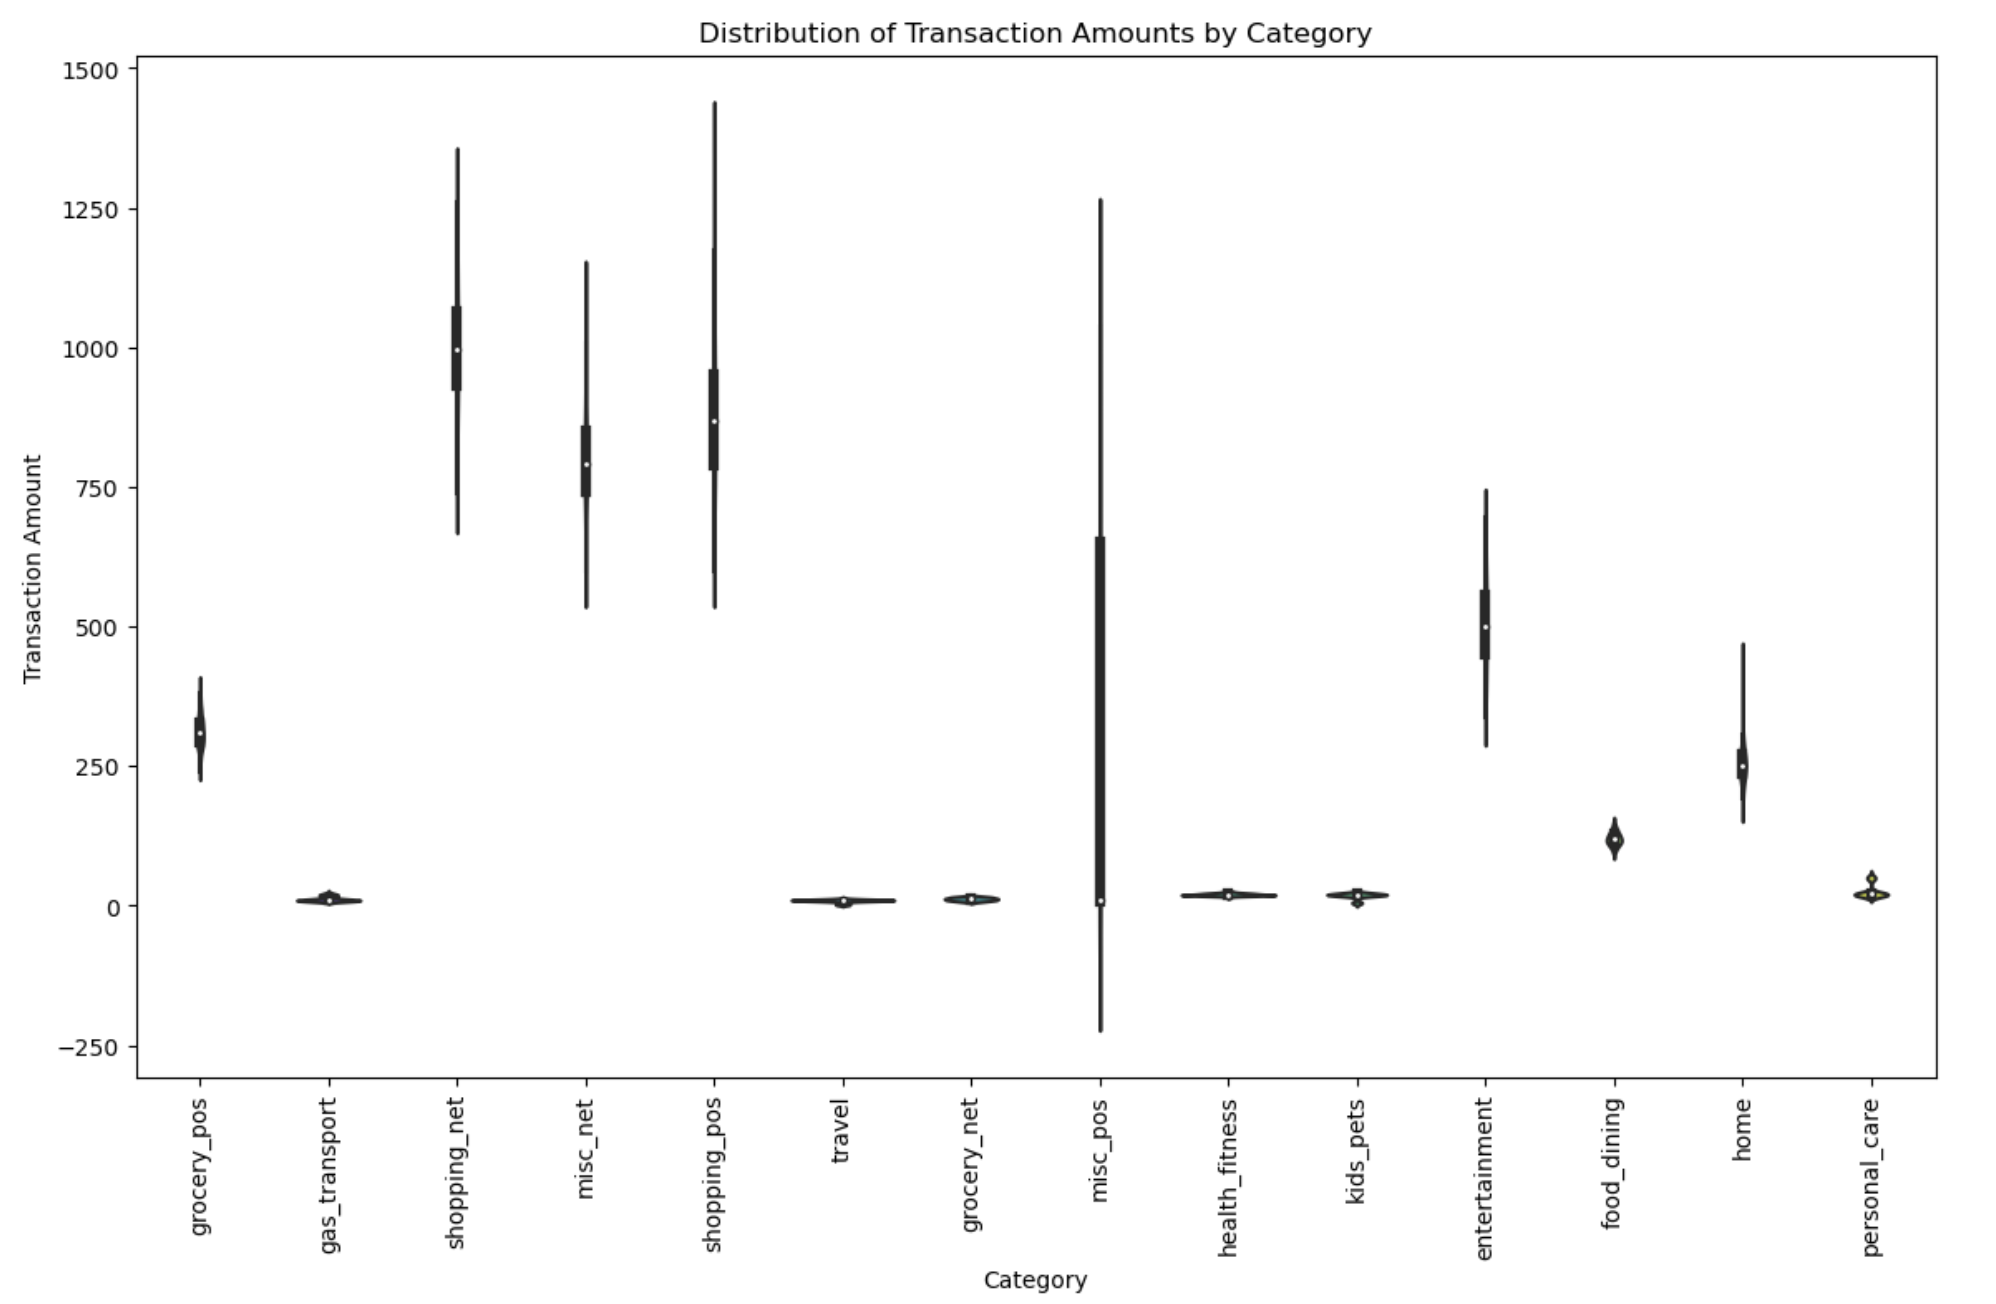 Distribution of Transaction Amounts by Category
Transaction Amount
1500
1250
1000
750
500
250
0
−250
grocery_pos
gas_transport
shopping_net
misc_net
shopping_pos
travel
grocery_net
misc_pos
health_fitness
kids_pets
entertainment
food_dining
home
personal_care
Category